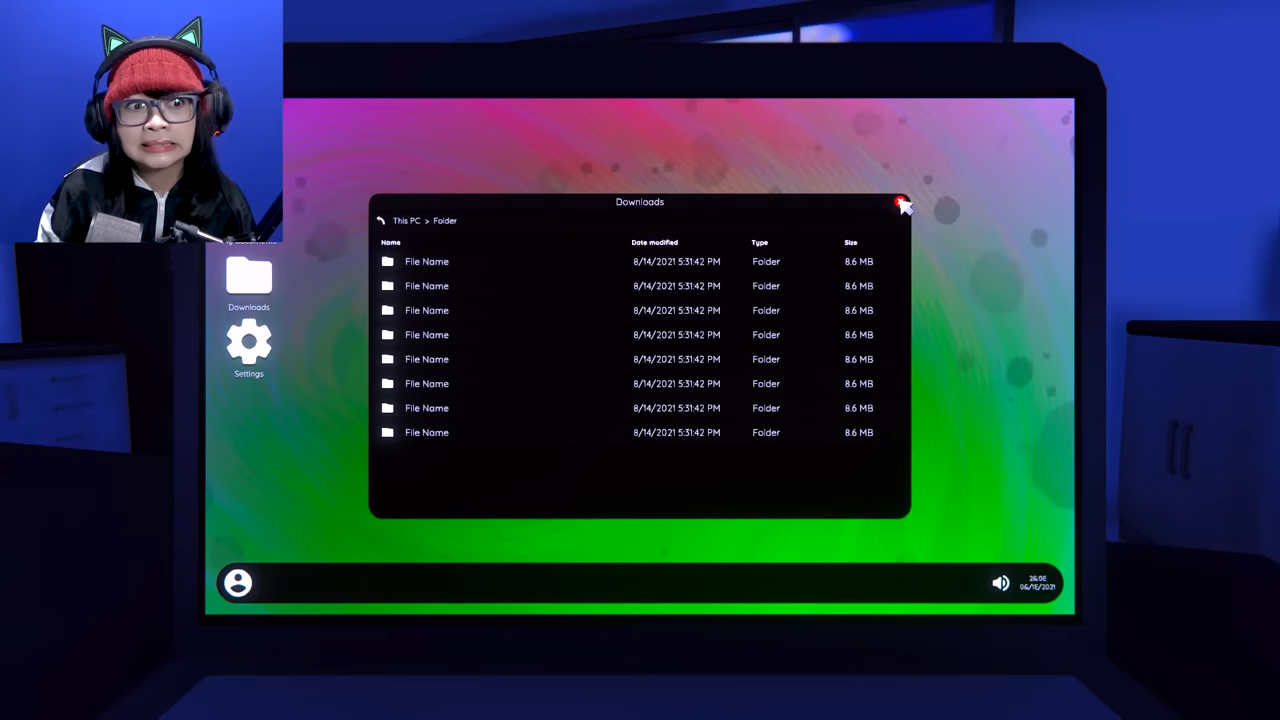 Downloads
This PC > Folder
Name Date modified Type Size
File Name 8/14/2021 5:31:42 PM Folder 8.6 MB
File Name 8/14/2021 5:31:42 PM Folder 8.6 MB
File Name 8/14/2021 5:31:42 PM Folder 8.6 MB
File Name 8/14/2021 5:31:42 PM Folder 8.6 MB
File Name 8/14/2021 5:31:42 PM Folder 8.6 MB
File Name 8/14/2021 5:31:42 PM Folder 8.6 MB
File Name 8/14/2021 5:31:42 PM Folder 8.6 MB
File Name 8/14/2021 5:31:42 PM Folder 8.6 MB
Downloads
Settings